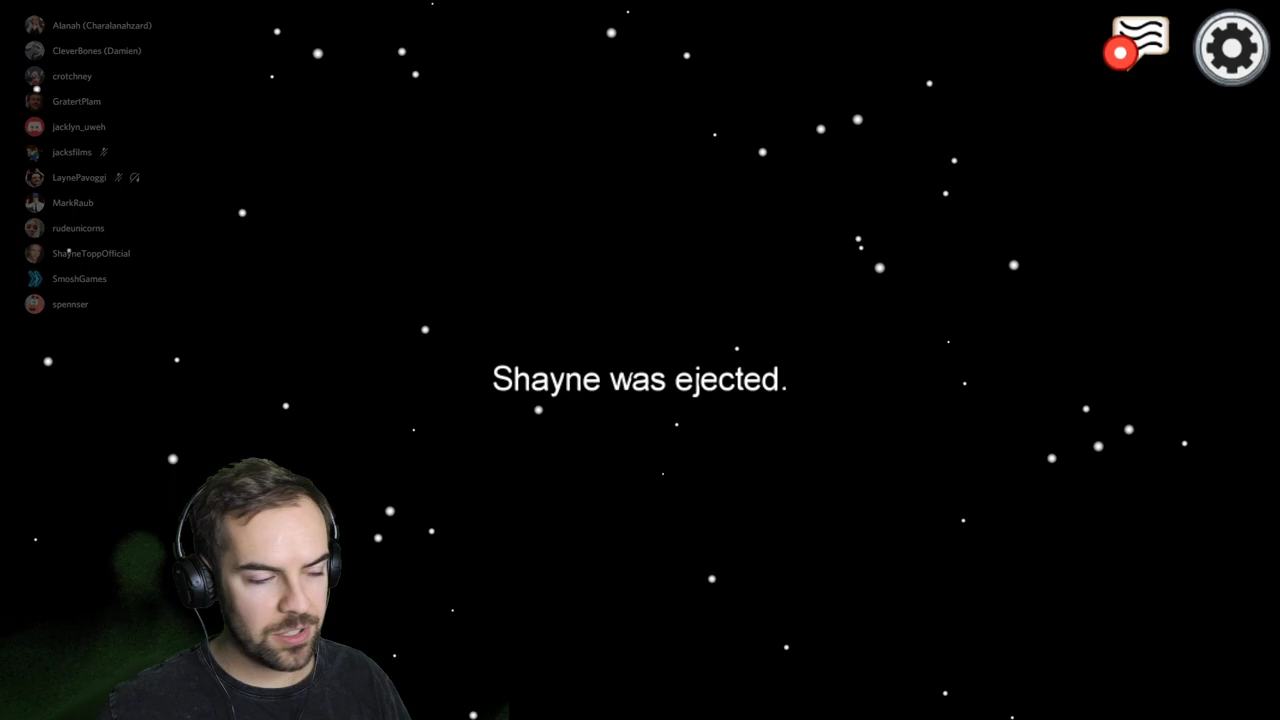 Alanah (Charalanahzard)
CleverBones (Damien)
crotchney
GratertPlam
jacklyn_uweh
jacksfilms
LaynePavoggi
MarkRaub
rudeunicorns
ShayneToppOfficial
SmoshGames
spennser
Shayne was ejected.